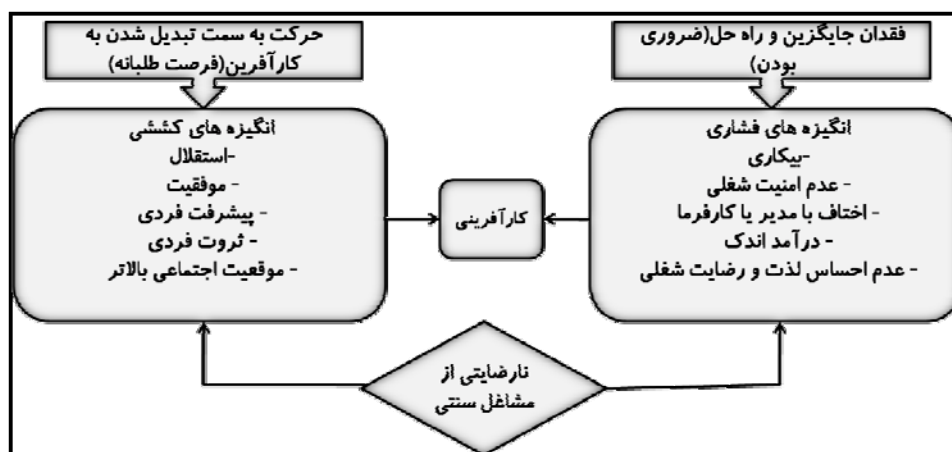 فقدان جایگزین و راه حل(ضروری
بودن)
انگیزه های فشاری
-بیکاری
- عدم امنیت شغلی
- اختاف با مدیر یا کارفرما
- درآمد اندک
- عدم احساس لذت و رضایت شغلی
حرکت به سمت تبدیل شدن به
کارآفرین(فرصت طلبانه)
انگیزه های کششی
-استقلال
- موفقیت
- پیشرفت فردی
- ثروت فردی
- موقعیت اجتماعی بالاتر
کارآفرینی
نارضایتی از
مشاغل سنتی